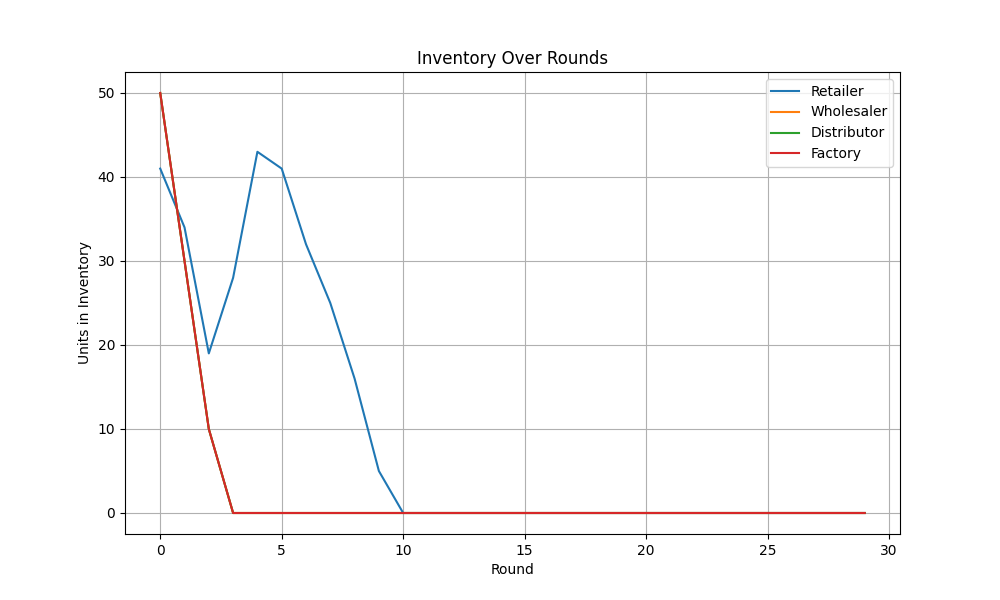 Inventory Over Rounds
Units in Inventory
50
40
30
20
10
0
Retailer
Wholesaler
Distributor
Factory
0 5 10 15 20 25 30
Round